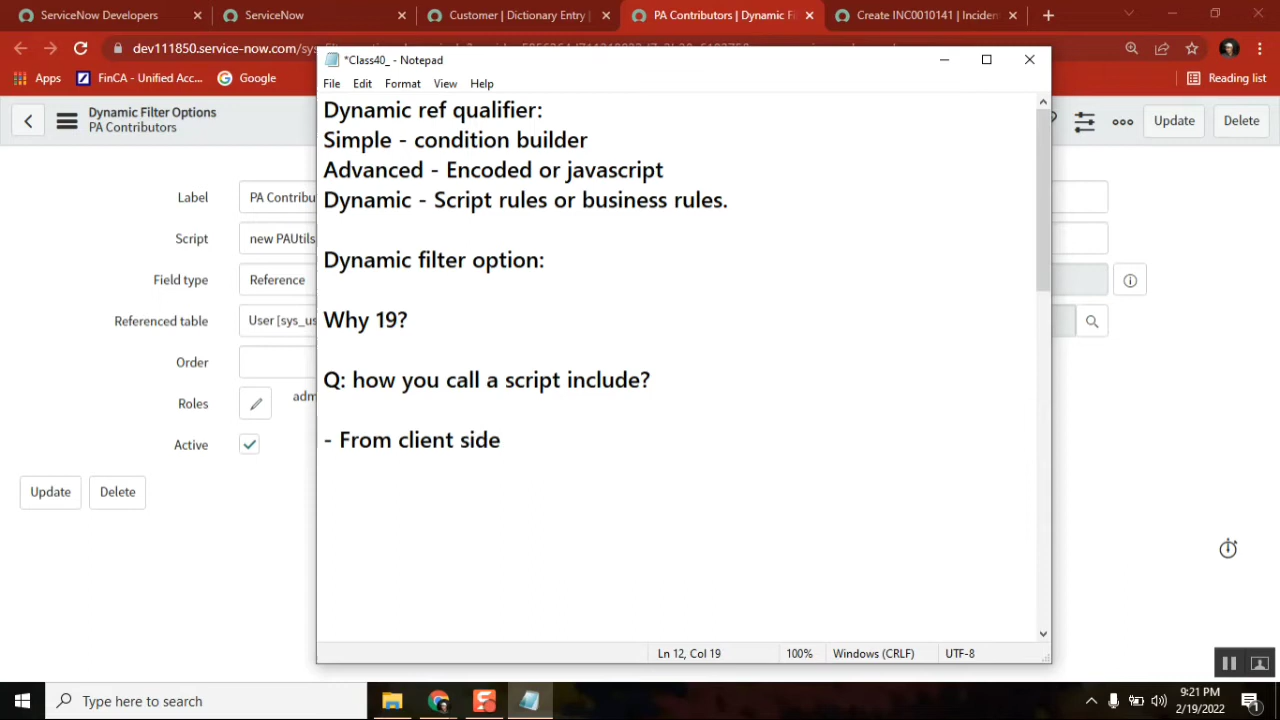 ServiceNow Developers
ServiceNow
Customer | Dictionary Entry |
PA Contributors | Dynamic Fi
Create INC0010141 | Inciden
dev111850.service-now.com/sys
Apps
FinCA - Unified Acc...
Google
Reading list
*Class40_ - Notepad
File Edit Format View Help
Dynamic Filter Options
PA Contributors
Update
Delete
Label
PA Contribu
Script
new PAUtils
Field type
Reference
Referenced table
User [sys_us
Order
Roles
adm
Active
Update
Delete
Dynamic ref qualifier:
Simple - condition builder
Advanced - Encoded or javascript
Dynamic - Script rules or business rules.
Dynamic filter option:
Why 19?
Q: how you call a script include?
- From client side
Ln 12, Col 19
100%
Windows (CRLF)
UTF-8
Type here to search
9:21 PM
2/19/2022
1